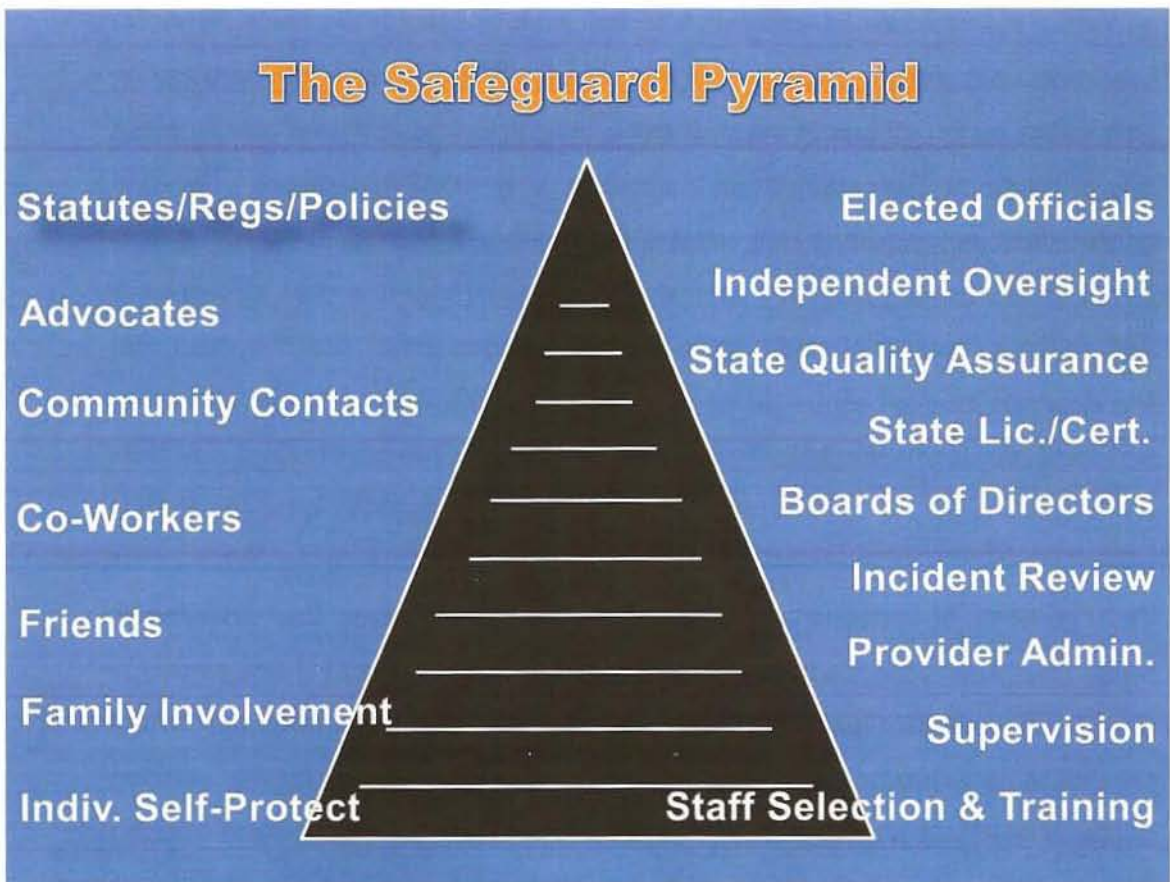 The Safeguard Pyramid
Statutes/Regs/Policies
Advocates
Community Contacts
Co-Workers
Friends
Family Involvement
Indiv. Self-Protect
Elected Officials
Independent Oversight
State Quality Assurance
State Lic./Cert.
Boards of Directors
Incident Review
Provider Admin.
Supervision
Staff Selection & Training